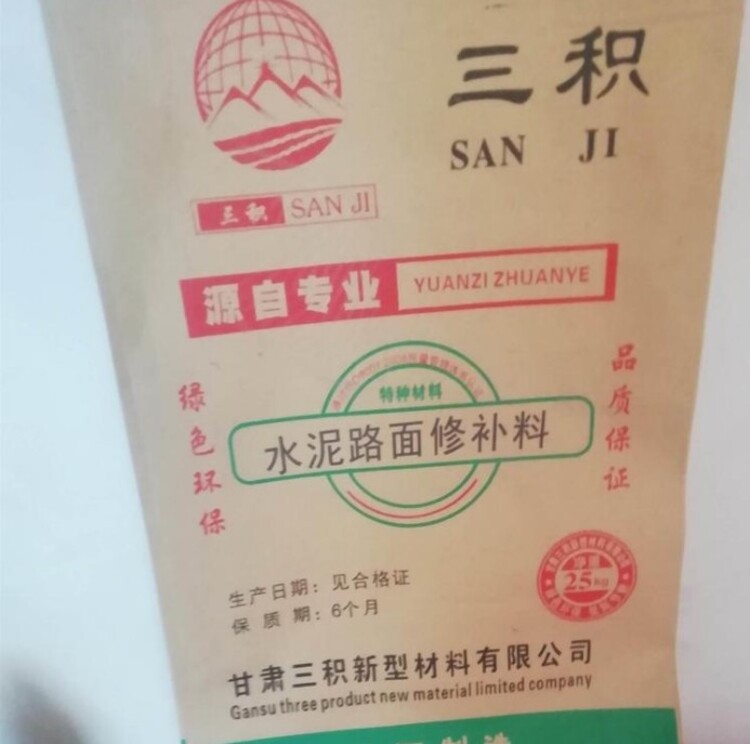 三积
SAN JI
三积 SAN JI
源自专业 YUANZI ZHUANYE
特种材料
水泥路面修补料
绿色环保
品质保证
净重
25kg
生产日期：见合格证
保 质 期：6个月
甘肃三积新型材料有限公司
Gansu three product new material limited company